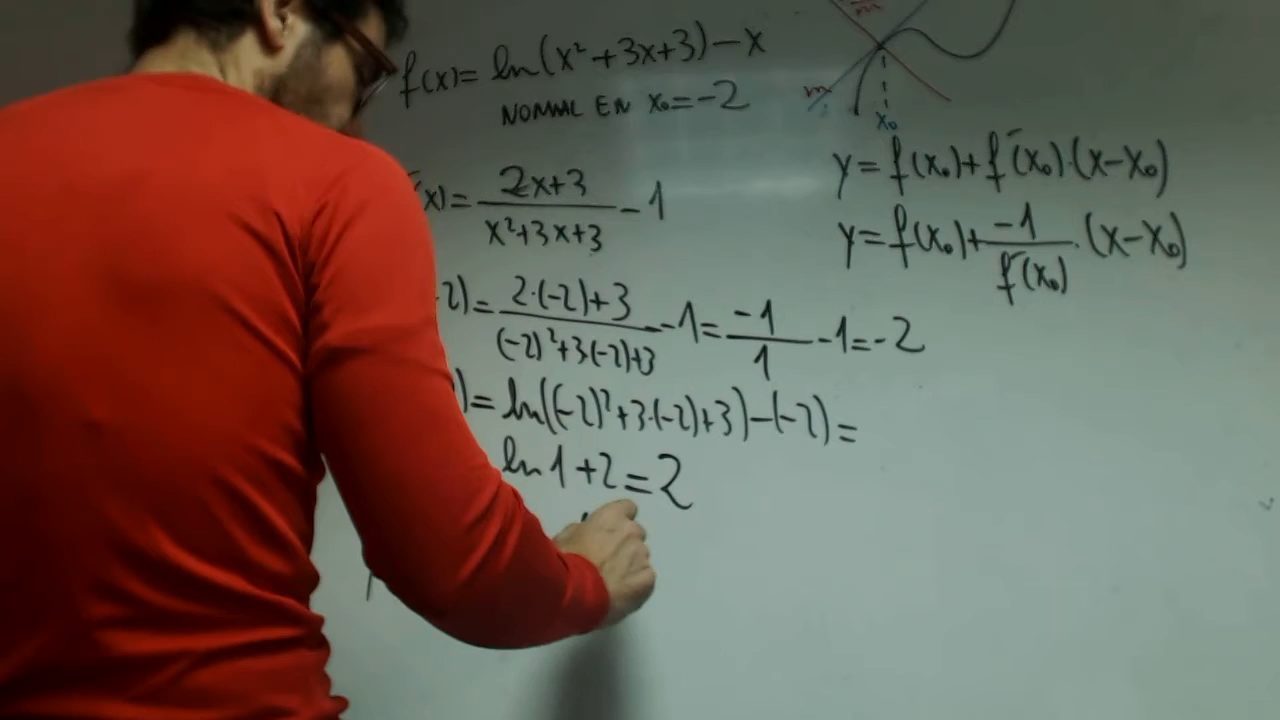 f(x)= ln(x²+3x+3)-x
NORMAL EN x₀=-2
x)= (2x+3)/(x²+3x+3) -1
-2)= (2·(-2)+3)/((-2)²+3(-2)+3) -1= -1/1 -1=-2
)= ln((-2)²+3·(-2)+3)-(-2)=
ln 1+2=2
m
m
x₀
y=f(x₀)+f'(x₀)·(x-x₀)
y=f(x₀)+ -1/f'(x₀) ·(x-x₀)